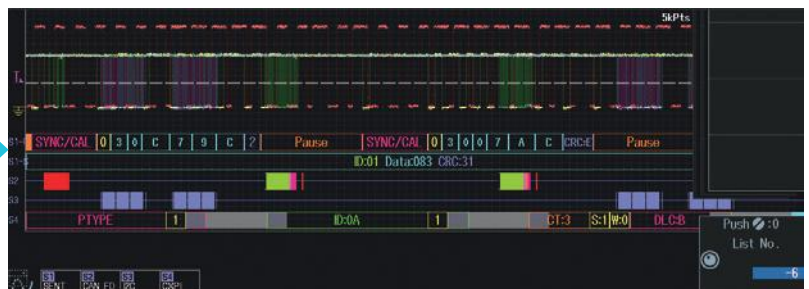 5kPts
T
S1-F SYNC/CAL 0 3 0 C 7 9 C 2 Pause SYNC/CAL 0 3 0 0 7 A C CRC:E Pause
S1-S ID:01 Data:083 CRC:31
S2
S3
S4 PTYPE 1 ID:0A 1 CT:3 S:1 W:0 DLC:B
Push :0
List No.
-6
S1 S2 S3 S4
SENT CAN FD I2C CXPI